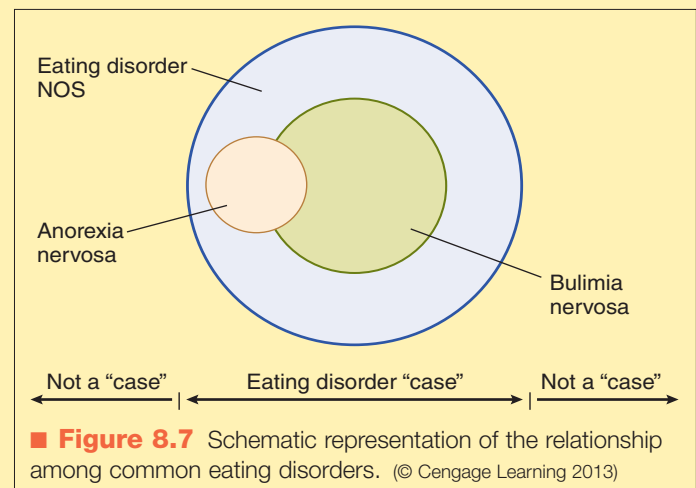 Eating disorder
NOS
Anorexia
nervosa
Bulimia
nervosa
Not a “case”
Eating disorder “case”
Not a “case”
■ Figure 8.7 Schematic representation of the relationship
among common eating disorders. (© Cengage Learning 2013)